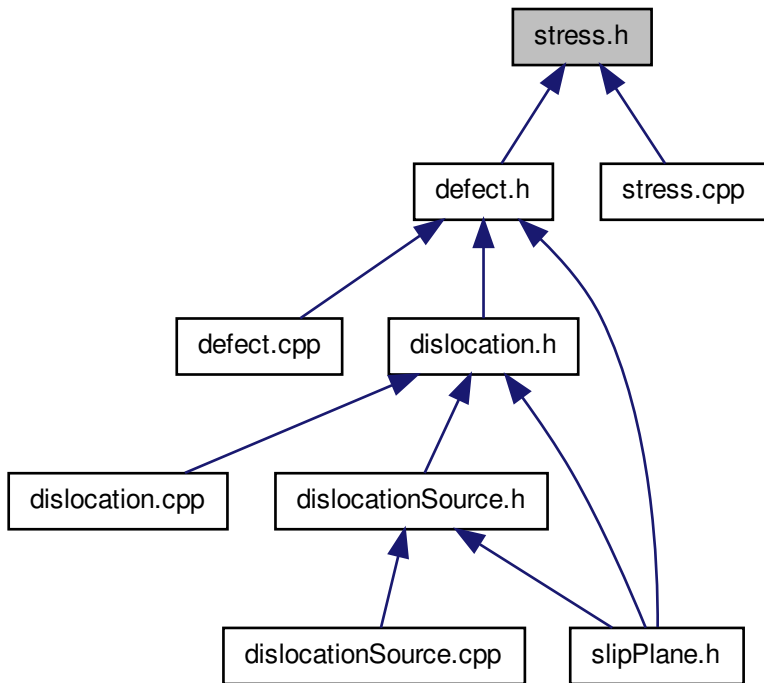 stress.h
defect.h
stress.cpp
defect.cpp
dislocation.h
dislocation.cpp
dislocationSource.h
dislocationSource.cpp
slipPlane.h